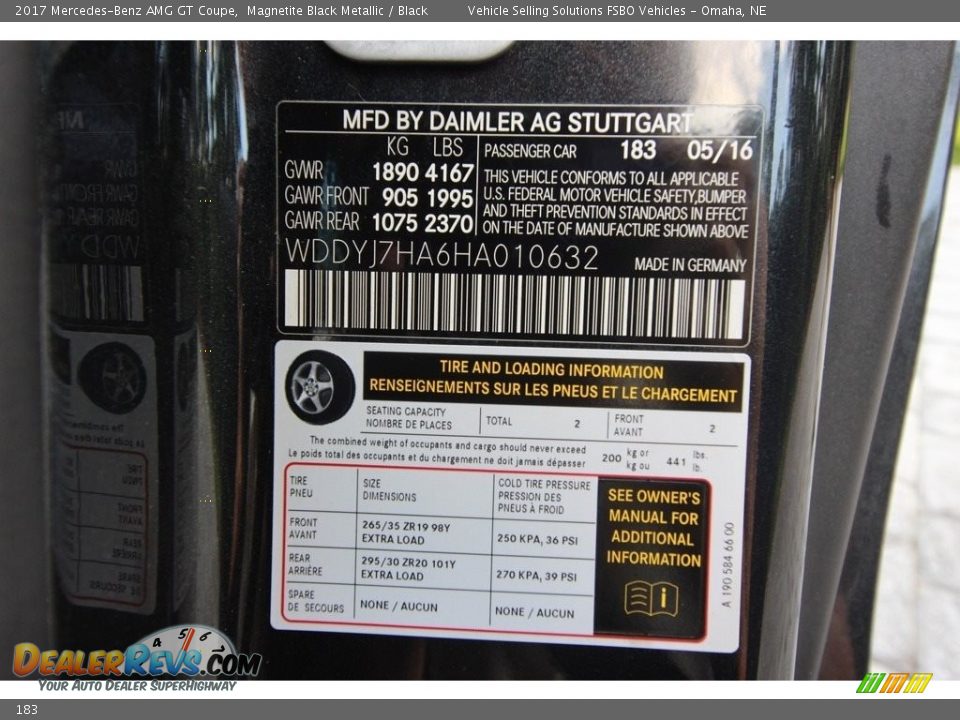 2017 Mercedes-Benz AMG GT Coupe, Magnetite Black Metallic / Black
Vehicle Selling Solutions FSBO Vehicles - Omaha, NE
MFD BY DAIMLER AG STUTTGART
KG LBS
GVWR 1890 4167
GAWR FRONT 905 1995
GAWR REAR 1075 2370
PASSENGER CAR 183 05/16
THIS VEHICLE CONFORMS TO ALL APPLICABLE
U.S. FEDERAL MOTOR VEHICLE SAFETY,BUMPER
AND THEFT PREVENTION STANDARDS IN EFFECT
ON THE DATE OF MANUFACTURE SHOWN ABOVE
WDDYJ7HA6HA010632
MADE IN GERMANY
TIRE AND LOADING INFORMATION
RENSEIGNEMENTS SUR LES PNEUS ET LE CHARGEMENT
SEATING CAPACITY
NOMBRE DE PLACES
TOTAL 2
FRONT
AVANT
2
The combined weight of occupants and cargo should never exceed
Le poids total des occupants et du chargement ne doit jamais dépasser
200 kg or
kg ou
441 lbs.
lb.
TIRE
PNEU
SIZE
DIMENSIONS
COLD TIRE PRESSURE
PRESSION DES
PNEUS À FROID
FRONT
AVANT
265/35 ZR19 98Y
EXTRA LOAD
250 KPA, 36 PSI
REAR
ARRIÈRE
295/30 ZR20 101Y
EXTRA LOAD
270 KPA, 39 PSI
SPARE
DE SECOURS
NONE / AUCUN
NONE / AUCUN
SEE OWNER'S
MANUAL FOR
ADDITIONAL
INFORMATION
i
A 190 584 66 00
4 5 6
DEALERREVS.COM
YOUR AUTO DEALER SUPERHIGHWAY
183